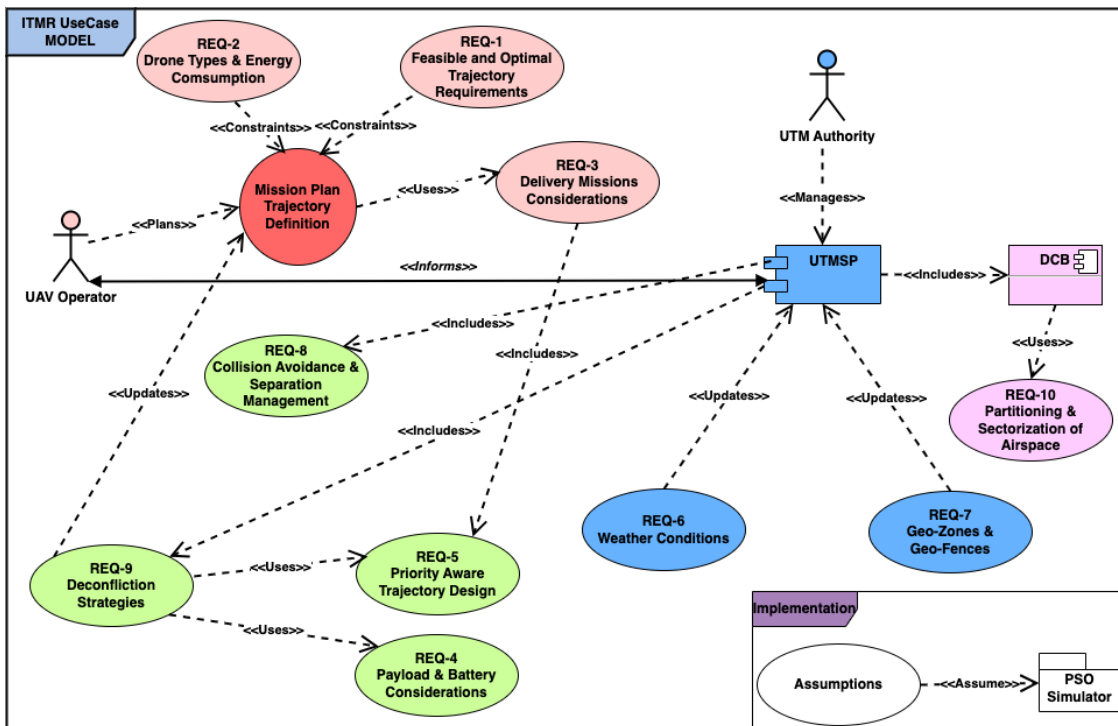 ITMR UseCase
MODEL
REQ-2
Drone Types & Energy
Comsumption
REQ-1
Feasible and Optimal
Trajectory
Requirements
UTM Authority
<<Constraints>>
<<Constraints>>
Mission Plan
Trajectory
Definition
<<Uses>>
REQ-3
Delivery Missions
Considerations
<<Manages>>
<<Plans>>
UAV Operator
<<Informs>>
UTMSP
<<Includes>>
DCB
<<Includes>>
REQ-8
Collision Avoidance &
Separation
Management
<<Includes>>
<<Uses>>
<<Updates>>
<<Includes>>
<<Updates>>
<<Updates>>
REQ-10
Partitioning &
Sectorization of
Airspace
REQ-6
Weather Conditions
REQ-7
Geo-Zones &
Geo-Fences
REQ-9
Deconfliction
Strategies
<<Uses>>
REQ-5
Priority Aware
Trajectory Design
<<Uses>>
REQ-4
Payload & Battery
Considerations
Implementation
Assumptions
<<Assume>>
PSO
Simulator